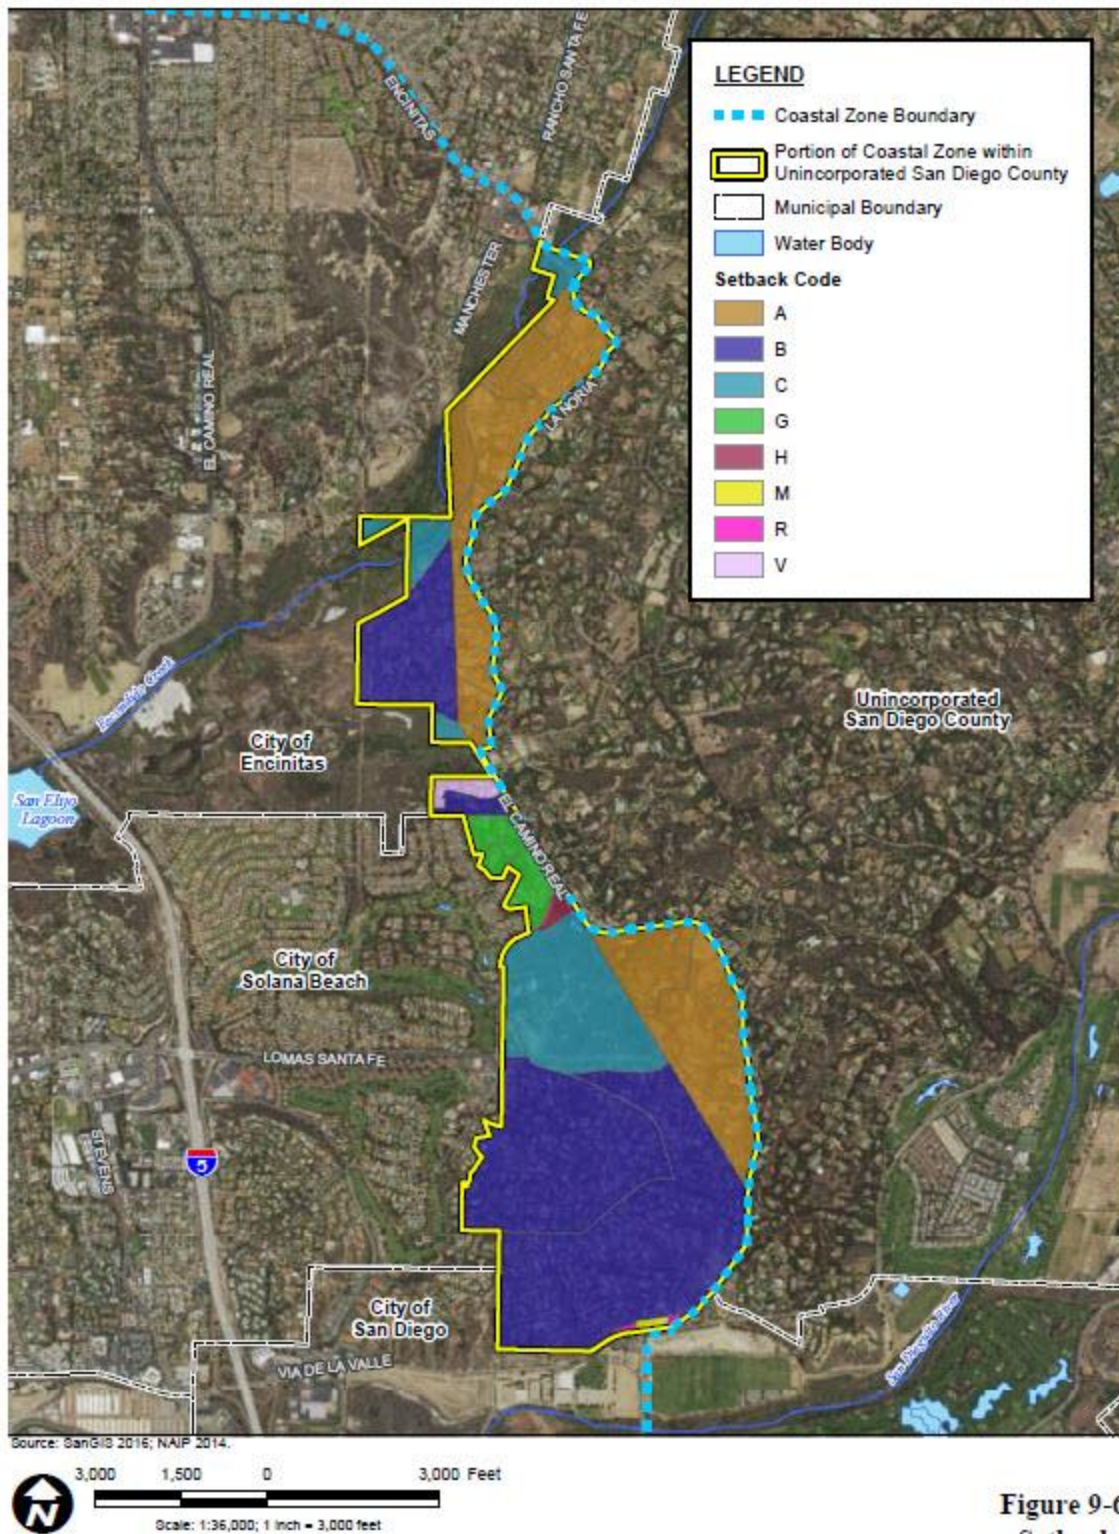 ENCINITAS
RANCHO SANTA FE
LEGEND
Coastal Zone Boundary
Portion of Coastal Zone within
Unincorporated San Diego County
Municipal Boundary
Water Body
Setback Code
A
B
C
G
H
M
R
V
MANCHESTER
EL CAMINO REAL
LA NORIA
Escondido Creek
Unincorporated
San Diego County
City of
Encinitas
San Elijo
Lagoon
EL CAMINO REAL
City of
Solana Beach
LOMAS SANTA FE
STEVENS
5
City of
San Diego
VIA DE LA VALLE
San Dieguito River
Source: SanGIS 2016; NAIP 2014.
3,000 1,500 0 3,000 Feet
N
Scale: 1:36,000; 1 inch = 3,000 feet
Figure 9-6